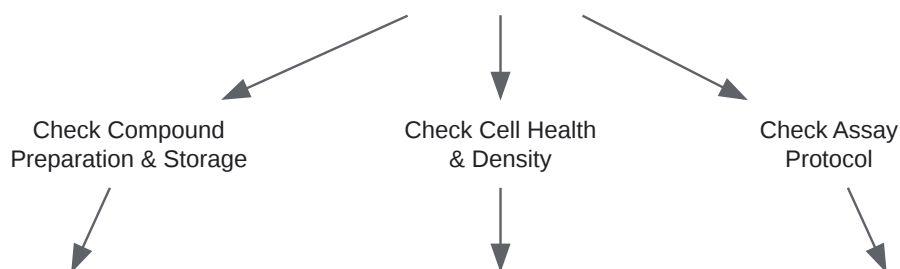 Check Compound
Preparation & Storage
Check Cell Health
& Density
Check Assay
Protocol